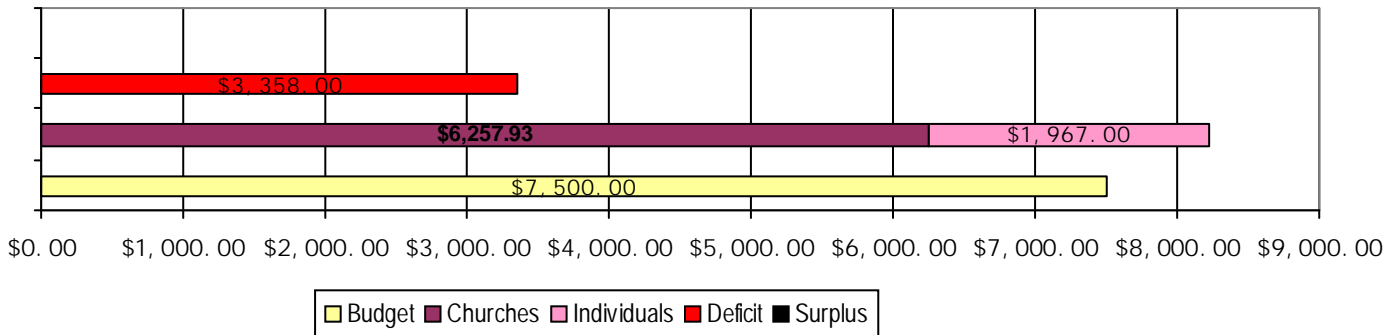 $3,358.00
$6,257.93 $1,967.00
$7,500.00
$0.00 $1,000.00 $2,000.00 $3,000.00 $4,000.00 $5,000.00 $6,000.00 $7,000.00 $8,000.00 $9,000.00
Budget Churches Individuals Deficit Surplus